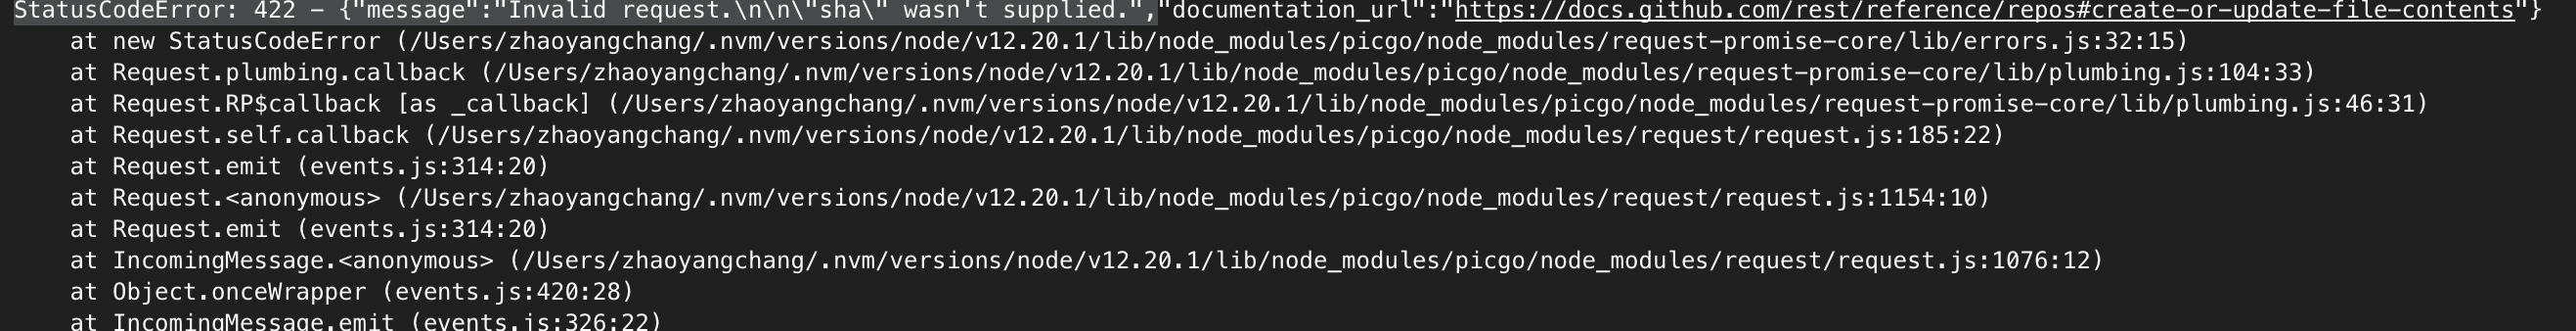 StatusCodeError: 422 - {"message":"Invalid request.\n\n\"sha\" wasn't supplied.","documentation_url":"https://docs.github.com/rest/reference/repos#create-or-update-file-contents"}
    at new StatusCodeError (/Users/zhaoyangchang/.nvm/versions/node/v12.20.1/lib/node_modules/picgo/node_modules/request-promise-core/lib/errors.js:32:15)
    at Request.plumbing.callback (/Users/zhaoyangchang/.nvm/versions/node/v12.20.1/lib/node_modules/picgo/node_modules/request-promise-core/lib/plumbing.js:104:33)
    at Request.RP$callback [as _callback] (/Users/zhaoyangchang/.nvm/versions/node/v12.20.1/lib/node_modules/picgo/node_modules/request-promise-core/lib/plumbing.js:46:31)
    at Request.self.callback (/Users/zhaoyangchang/.nvm/versions/node/v12.20.1/lib/node_modules/picgo/node_modules/request/request.js:185:22)
    at Request.emit (events.js:314:20)
    at Request.<anonymous> (/Users/zhaoyangchang/.nvm/versions/node/v12.20.1/lib/node_modules/picgo/node_modules/request/request.js:1154:10)
    at Request.emit (events.js:314:20)
    at IncomingMessage.<anonymous> (/Users/zhaoyangchang/.nvm/versions/node/v12.20.1/lib/node_modules/picgo/node_modules/request/request.js:1076:12)
    at Object.onceWrapper (events.js:420:28)
    at IncomingMessage.emit (events.js:326:22)